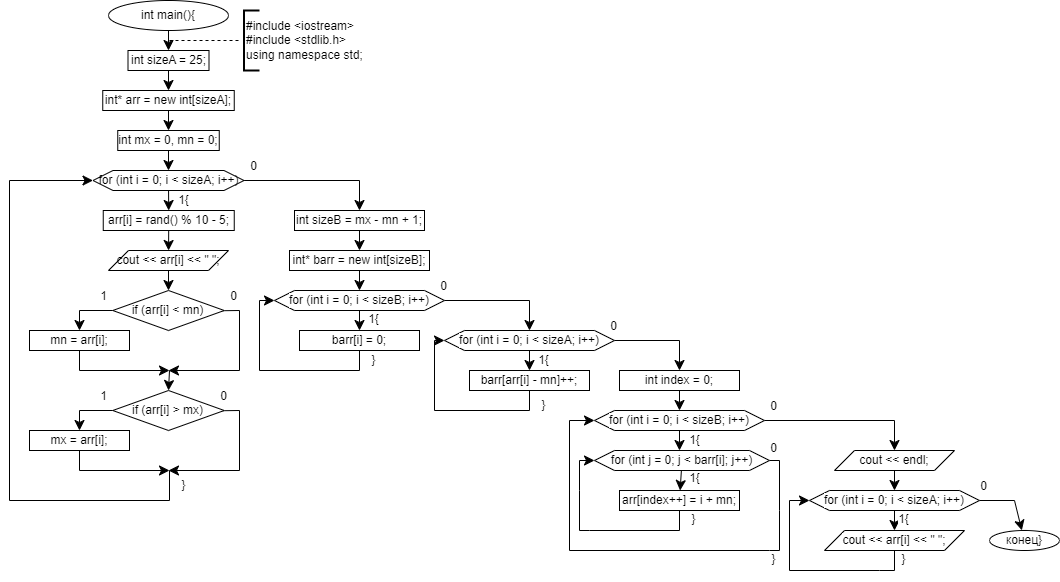 int main(){
#include <iostream>
#include <stdlib.h>
using namespace std;
int sizeA = 25;
int* arr = new int[sizeA];
int mx = 0, mn = 0;
for (int i = 0; i < sizeA; i++)
0
1{
arr[i] = rand() % 10 - 5;
cout << arr[i] << " ";
if (arr[i] < mn)
1
0
mn = arr[i];
if (arr[i] > mx)
1
0
mx = arr[i];
}
int sizeB = mx - mn + 1;
int* barr = new int[sizeB];
for (int i = 0; i < sizeB; i++)
0
1{
barr[i] = 0;
}
for (int i = 0; i < sizeA; i++)
0
1{
barr[arr[i] - mn]++;
}
int index = 0;
for (int i = 0; i < sizeB; i++)
0
1{
for (int j = 0; j < barr[i]; j++)
0
1{
arr[index++] = i + mn;
}
}
cout << endl;
for (int i = 0; i < sizeA; i++)
0
1{
cout << arr[i] << " ";
}
конец}